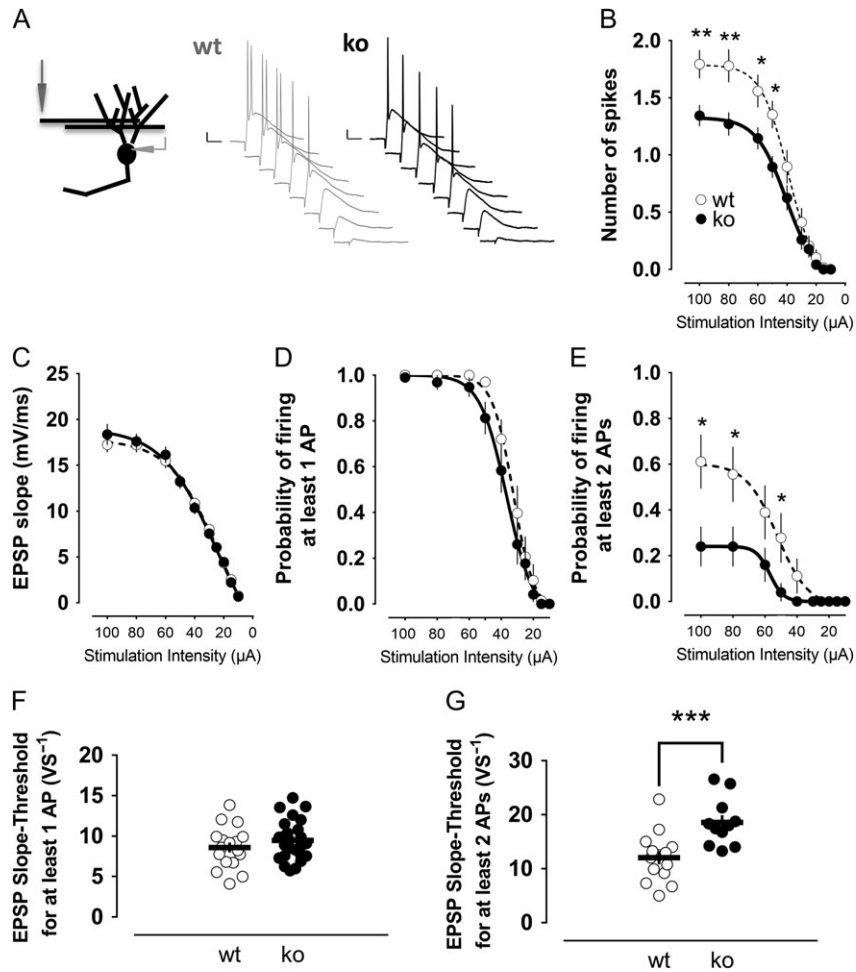 A
wt
ko
B
Number of spikes
2.0
1.5
1.0
0.5
0.0
** ** * *
wt
ko
100 80 60 40 20 0
Stimulation Intensity (µA)
C
EPSP slope (mV/ms)
25
20
15
10
5
0
100 80 60 40 20 0
Stimulation Intensity (µA)
D
Probability of firing
at least 1 AP
1.0
0.8
0.6
0.4
0.2
0.0
100 80 60 40 20
Stimulation Intensity (µA)
E
Probability of firing
at least 2 APs
1.0
0.8
0.6
0.4
0.2
0.0
* * *
100 80 60 40 20
Stimulation Intensity (µA)
F
EPSP Slope-Threshold
for at least 1 AP (VS⁻¹)
20
15
10
5
0
wt ko
G
EPSP Slope-Threshold
for at least 2 APs (VS⁻¹)
30
20
10
0
***
wt ko